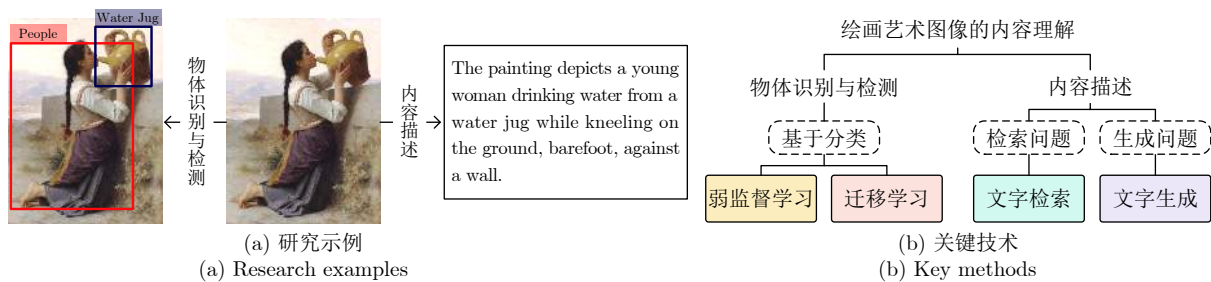 Water Jug
People
物体识别与检测
内容描述
The painting depicts a young
woman drinking water from a
water jug while kneeling on
the ground, barefoot, against
a wall.
(a) 研究示例
(a) Research examples
绘画艺术图像的内容理解
物体识别与检测
内容描述
基于分类
检索问题
生成问题
弱监督学习
迁移学习
文字检索
文字生成
(b) 关键技术
(b) Key methods